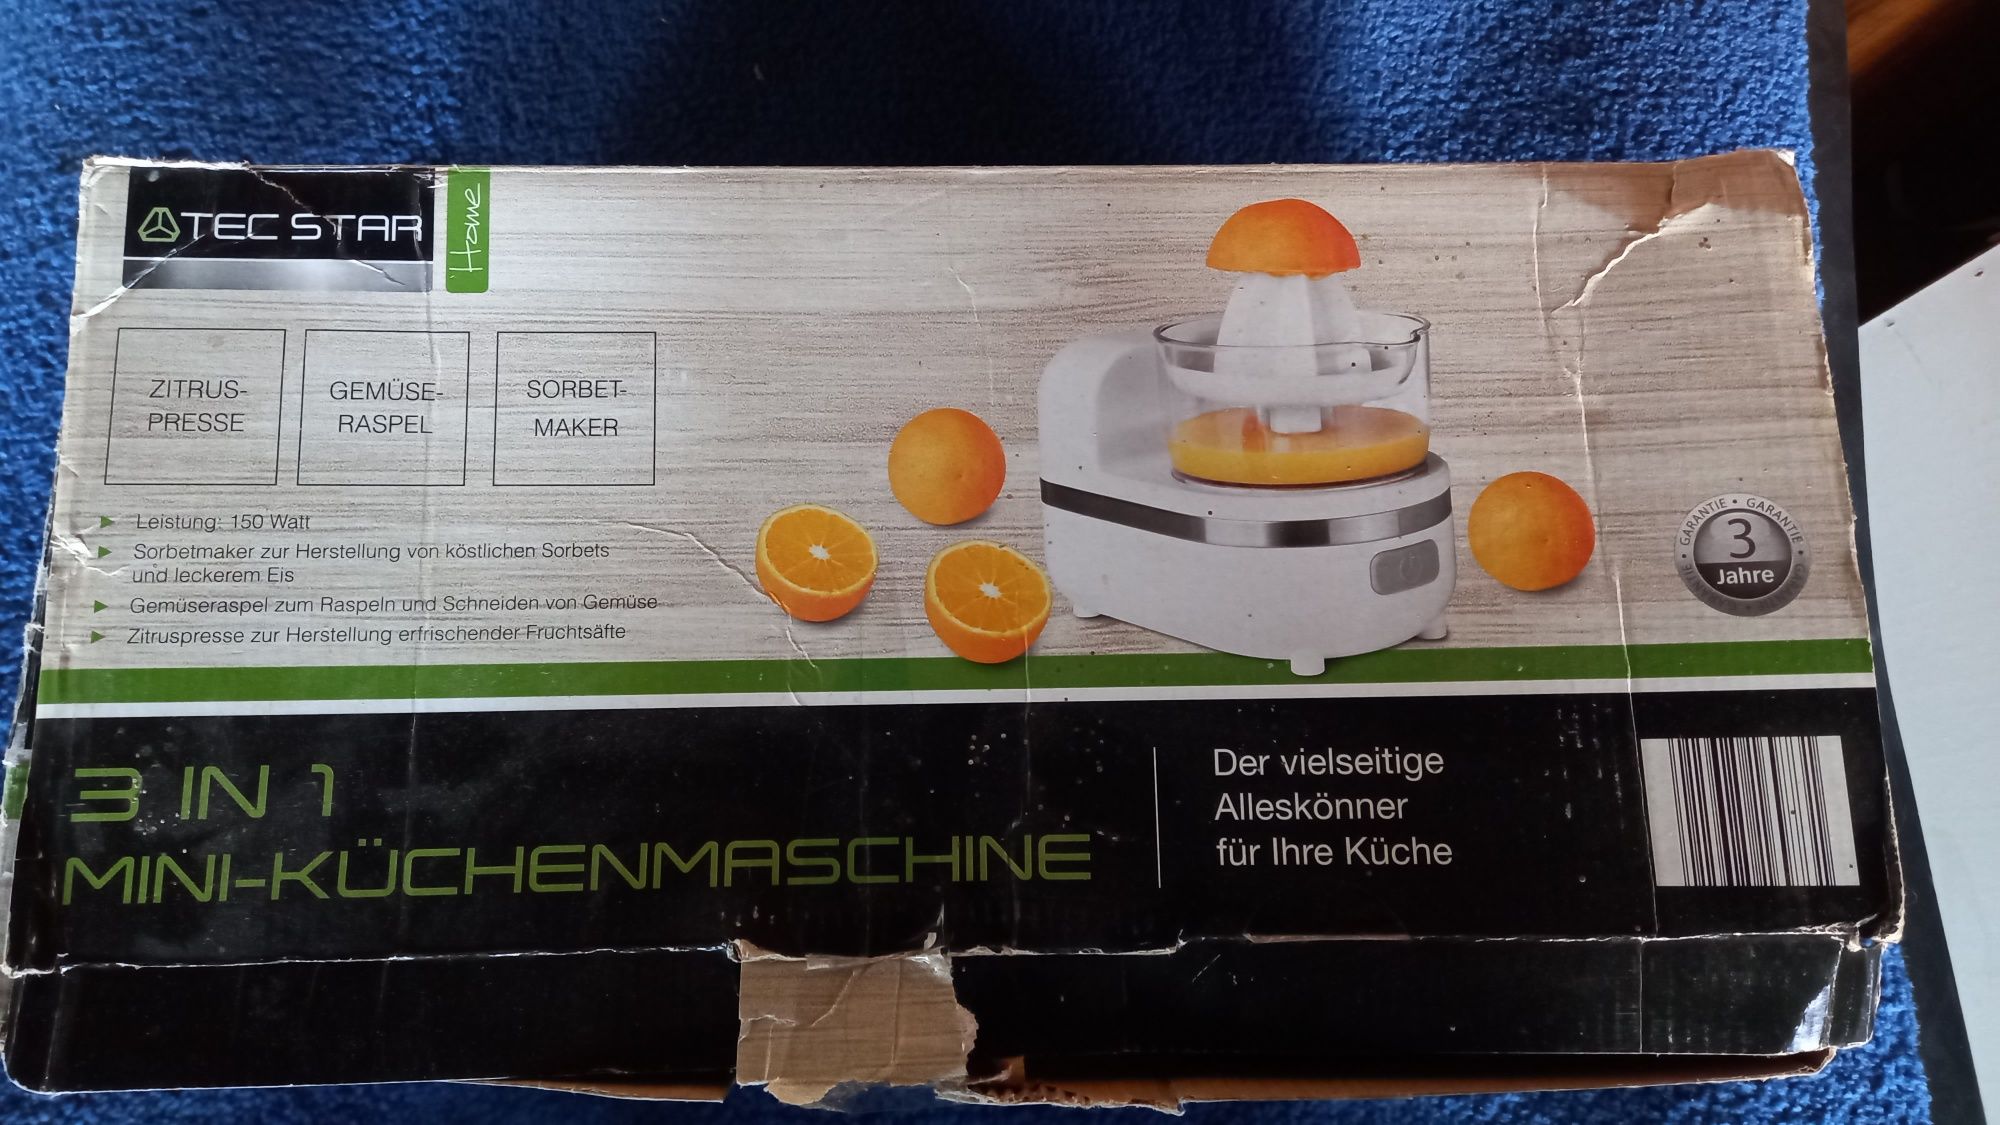 TEC STAR
Home
ZITRUS-
PRESSE
GEMÜSE-
RASPEL
SORBET-
MAKER
Leistung: 150 Watt
Sorbetmaker zur Herstellung von köstlichen Sorbets
und leckerem Eis
Gemüseraspel zum Raspeln und Schneiden von Gemüse
Zitruspresse zur Herstellung erfrischender Fruchtsäfte
GARANTIE • GARANTIE • GARANTIE • GARANTIE
3
Jahre
3 IN 1
MINI-KÜCHENMASCHINE
Der vielseitige
Alleskönner
für Ihre Küche